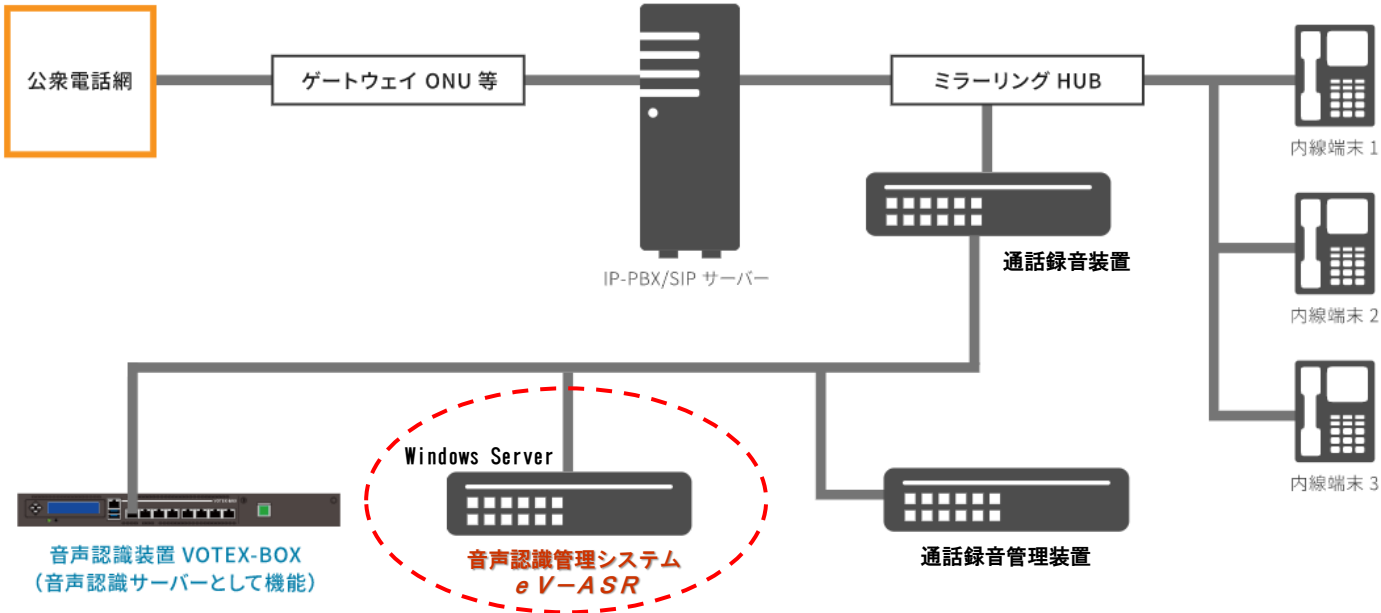 公衆電話網
ゲートウェイ ONU 等
ミラーリング HUB
内線端末 1
IP-PBX/SIP サーバー
通話録音装置
内線端末 2
Windows Server
内線端末 3
VOTEX-BOX
音声認識装置 VOTEX-BOX
（音声認識サーバーとして機能）
音声認識管理システム
eV－ASR
通話録音管理装置